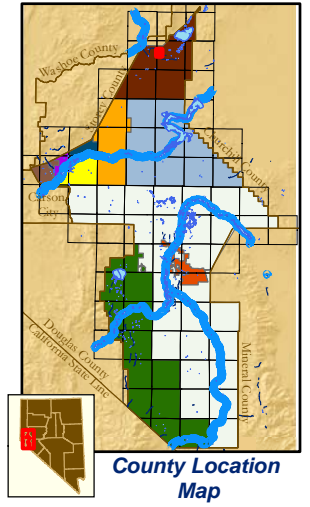 Washoe County
Storey County
Churchill County
Carson
City
Douglas County
California State Line
Mineral County
County Location
Map